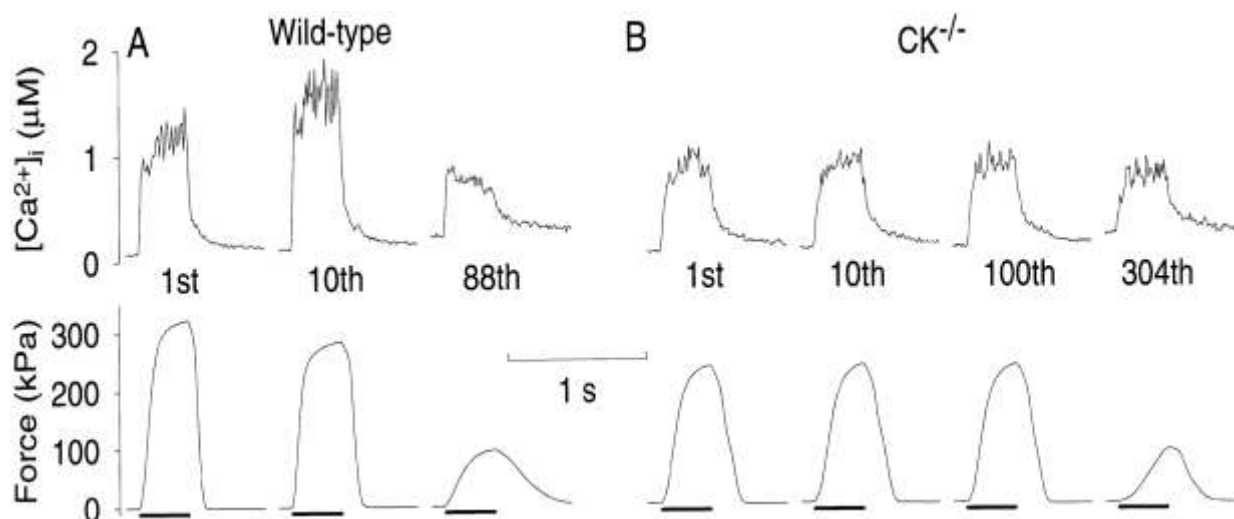 A Wild-type B CK-/-
[Ca2+]i (μM)
2
1
0
1st 10th 88th 1st 10th 100th 304th
1 s
Force (kPa)
300
200
100
0